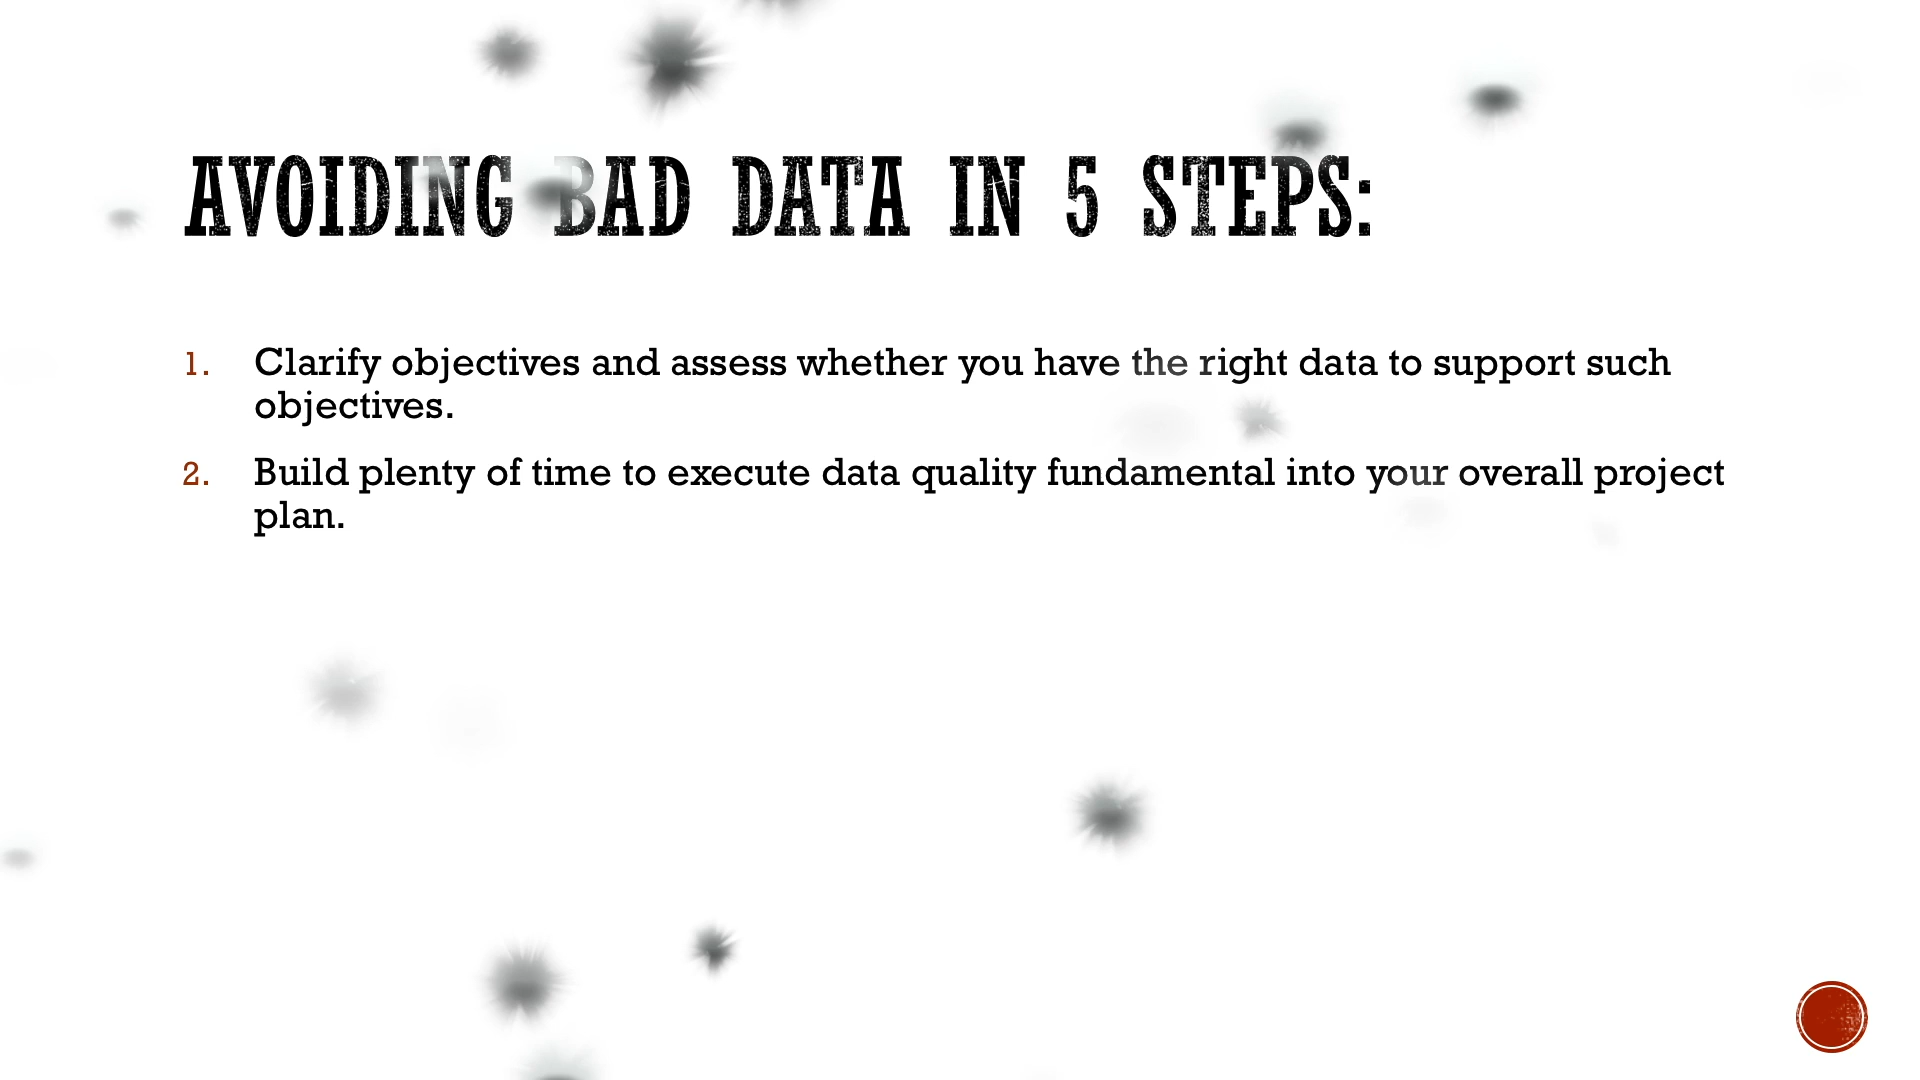 AVOIDING BAD DATA IN 5 STEPS:
1. Clarify objectives and assess whether you have the right data to support such
objectives.
2. Build plenty of time to execute data quality fundamental into your overall project
plan.